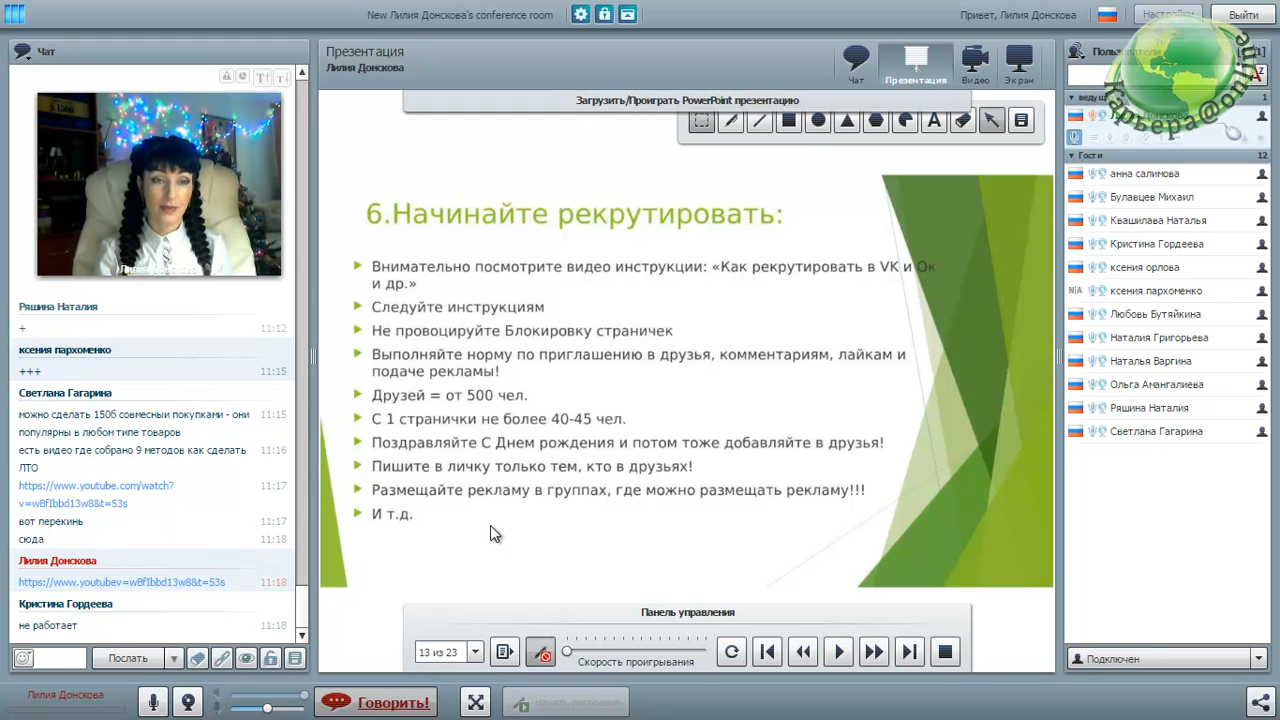 New Лилия Донскова's conference room
Привет, Лилия Донскова
Настройки
Выйти
Чат
Лилия Донскова
Ряшина Наталия
+ 11:12
ксения пархоменко
+++ 11:15
Светлана Гагарина
можно сделать 150б совмесныи покупками - они 11:15
популярны в любом типе товаров
есть видео где собрано 9 методов как сделать 11:16
ЛТО
https://www.youtube.com/watch? 11:17
v=w8fIbbd13w8&t=53s
вот перекинь 11:17
сюда 11:18
Лилия Донскова
https://www.youtubev=w8fIbbd13w8&t=53s 11:18
Кристина Гордеева
не работает 11:18
Послать
Презентация
Лилия Донскова
Чат
Презентация
Видео
Экран
Загрузить/Проиграть PowerPoint презентацию
A
6.Начинайте рекрутировать:
Внимательно посмотрите видео инструкции: «Как рекрутировать в VK и Ок
и др.»
Следуйте инструкциям
Не провоцируйте Блокировку страничек
Выполняйте норму по приглашению в друзья, комментариям, лайкам и
подаче рекламы!
Друзей = от 500 чел.
С 1 странички не более 40-45 чел.
Поздравляйте С Днем рождения и потом тоже добавляйте в друзья!
Пишите в личку только тем, кто в друзьях!
Размещайте рекламу в группах, где можно размещать рекламу!!!
И т.д.
Панель управления
13 из 23
Скорость проигрывания
карьера@online
Гости 12
анна салимова
Булавцев Михаил
Квашилава Наталья
Кристина Гордеева
ксения орлова
N/A ксения пархоменко
Любовь Бутяйкина
Наталия Григорьева
Наталья Варгина
Ольга Амангалиева
Ряшина Наталия
Светлана Гагарина
Подключен
Лилия Донскова
Говорить!
Начать рисование